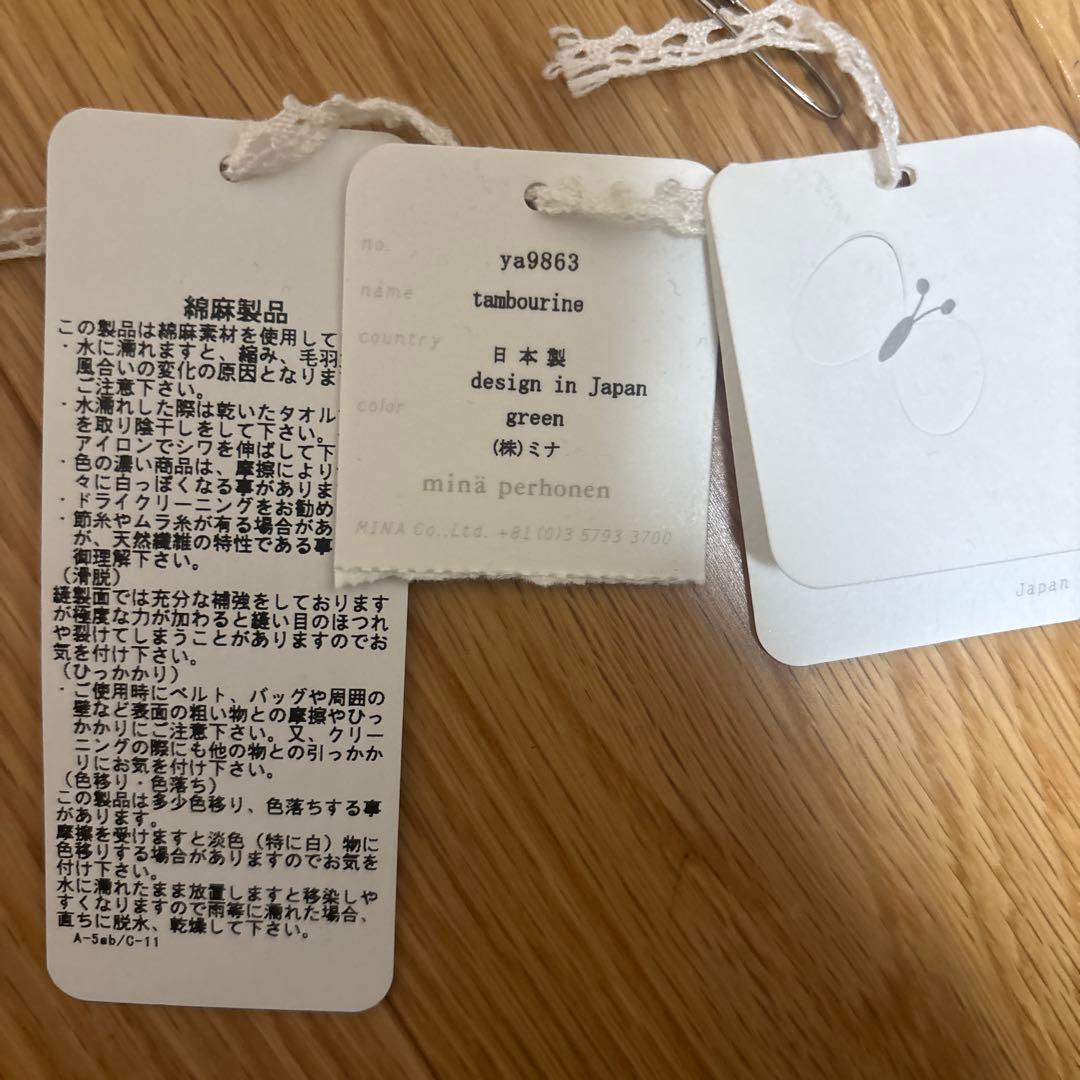 綿麻製品
この製品は綿麻素材を使用して
・水に濡れますと、縮み、毛羽
風合いの変化の原因となりま
ご注意下さい。
・水濡れした際は乾いたタオル
を取り陰干しをして下さい。
アイロンでシワを伸ばして下
・色の濃い商品は、摩擦により
々に白っぽくなる事がありま
・ドライクリーニングをお勧め
・節糸やムラ糸が有る場合があ
が、天然繊維の特性である事
御理解下さい。
(滑脱)
縫製面では充分な補強をしております
が極度な力が加わると縫い目のほつれ
や裂けてしまうことがありますのでお
気を付け下さい。
(ひっかかり)
・ご使用時にベルト、バッグや周囲の
壁など表面の粗い物との摩擦やひっ
かかりにご注意下さい。又、クリー
ニングの際にも他の物との引っかか
りにお気を付け下さい。
(色移り・色落ち)
この製品は多少色移り、色落ちする事
があります。
摩擦を受けますと淡色(特に白)物に
色移りする場合がありますのでお気を
付け下さい。
水に濡れたまま放置しますと移染しや
すくなりますので雨等に濡れた場合、
直ちに脱水、乾燥して下さい。
A-5ab/C-11
no. ya9863
name tambourine
country
日本製
design in Japan
color green
(株)ミナ
minä perhonen
MINA Co.,Ltd. +81(0)3 5793 3700
Japan